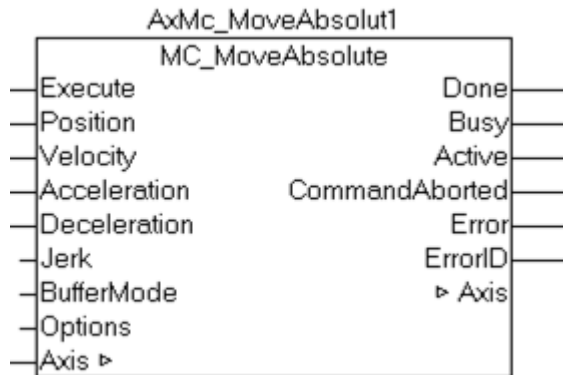 AxMc_MoveAbsolut1
MC_MoveAbsolute
Execute Done
Position Busy
Velocity Active
Acceleration CommandAborted
Deceleration Error
Jerk ErrorID
BufferMode ▹ Axis
Options
Axis ▹